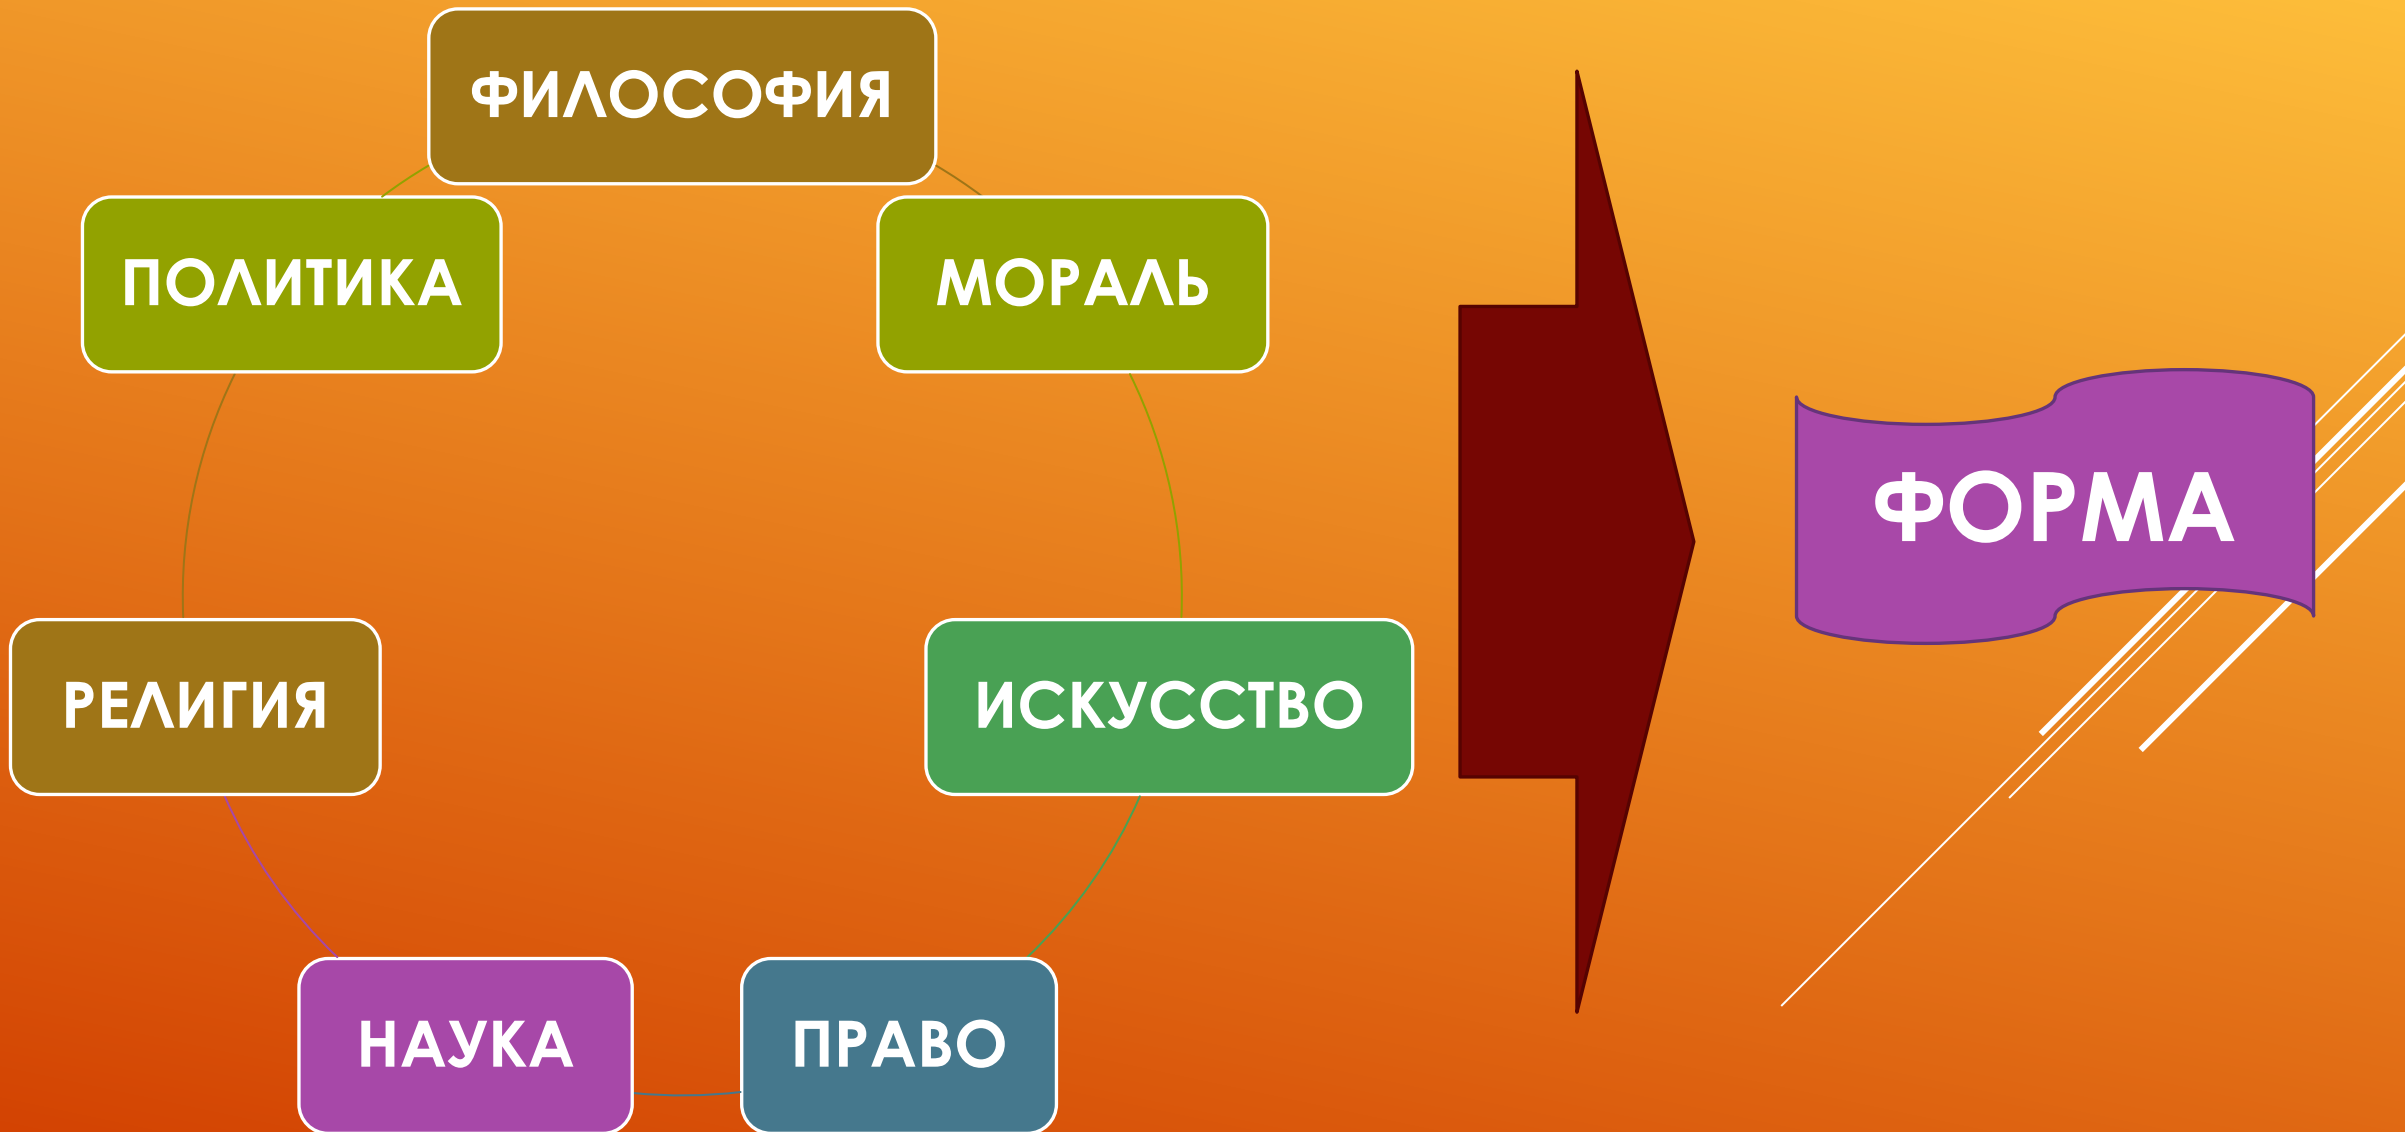 ФИЛОСОФИЯ
ПОЛИТИКА
МОРАЛЬ
ФОРМА
РЕЛИГИЯ
ИСКУССТВО
НАУКА
ПРАВО